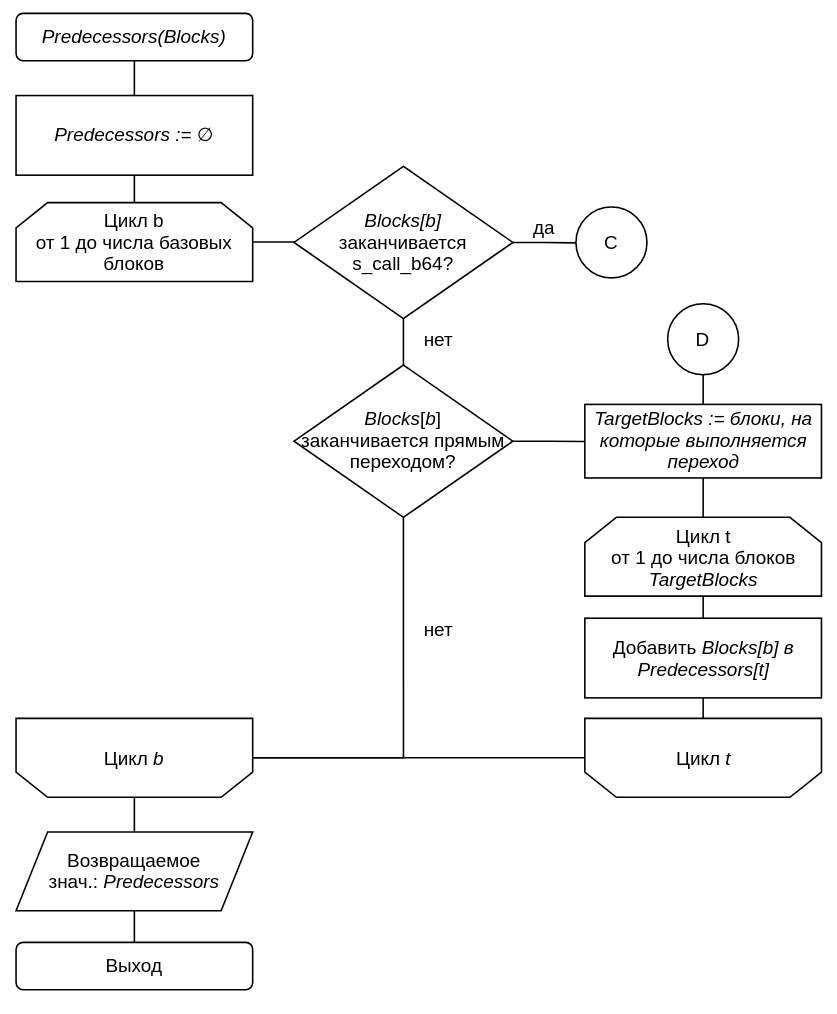 Predecessors(Blocks)
Predecessors := ∅
Цикл b
от 1 до числа базовых
блоков
Blocks[b]
заканчивается
s_call_b64?
да
C
нет
D
Blocks[b]
заканчивается прямым
переходом?
TargetBlocks := блоки, на
которые выполняется
переход
Цикл t
от 1 до числа блоков
TargetBlocks
нет
Добавить Blocks[b] в
Predecessors[t]
Цикл b
Цикл t
Возвращаемое
знач.: Predecessors
Выход